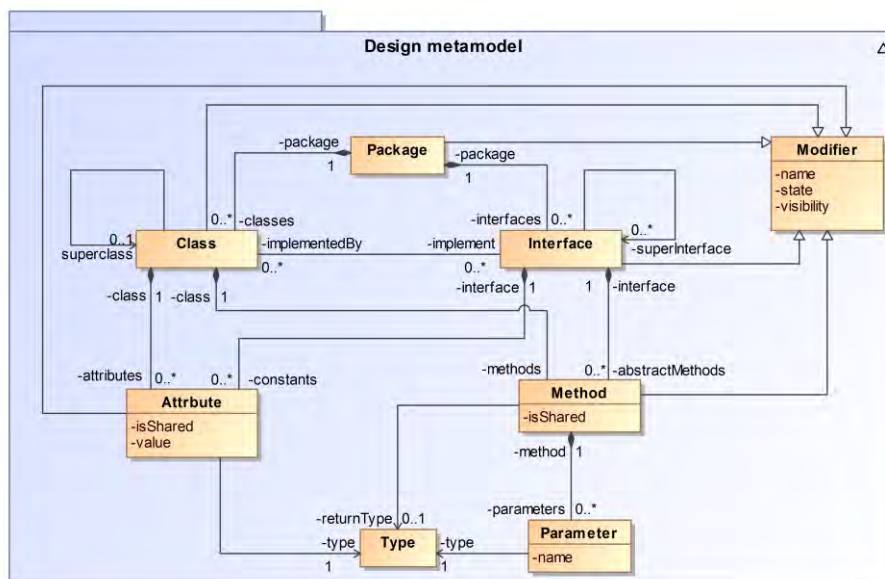 Design metamodel
-package
Package
-package
1
1
Modifier
-name
-state
-visibility
0..*
-classes
-interfaces
0..*
0..1
superclass
Class
-implementedBy
0..*
-implement
0..*
Interface
0..*
-superInterface
1
-class
1
-class
-interface
1
1
-interface
-attributes
0..*
0..*
-constants
-methods
0..*
-abstractMethods
Attrbute
-isShared
-value
Method
-isShared
-method
1
-returnType
0..1
-parameters
0..*
-type
1
Type
-type
1
Parameter
-name